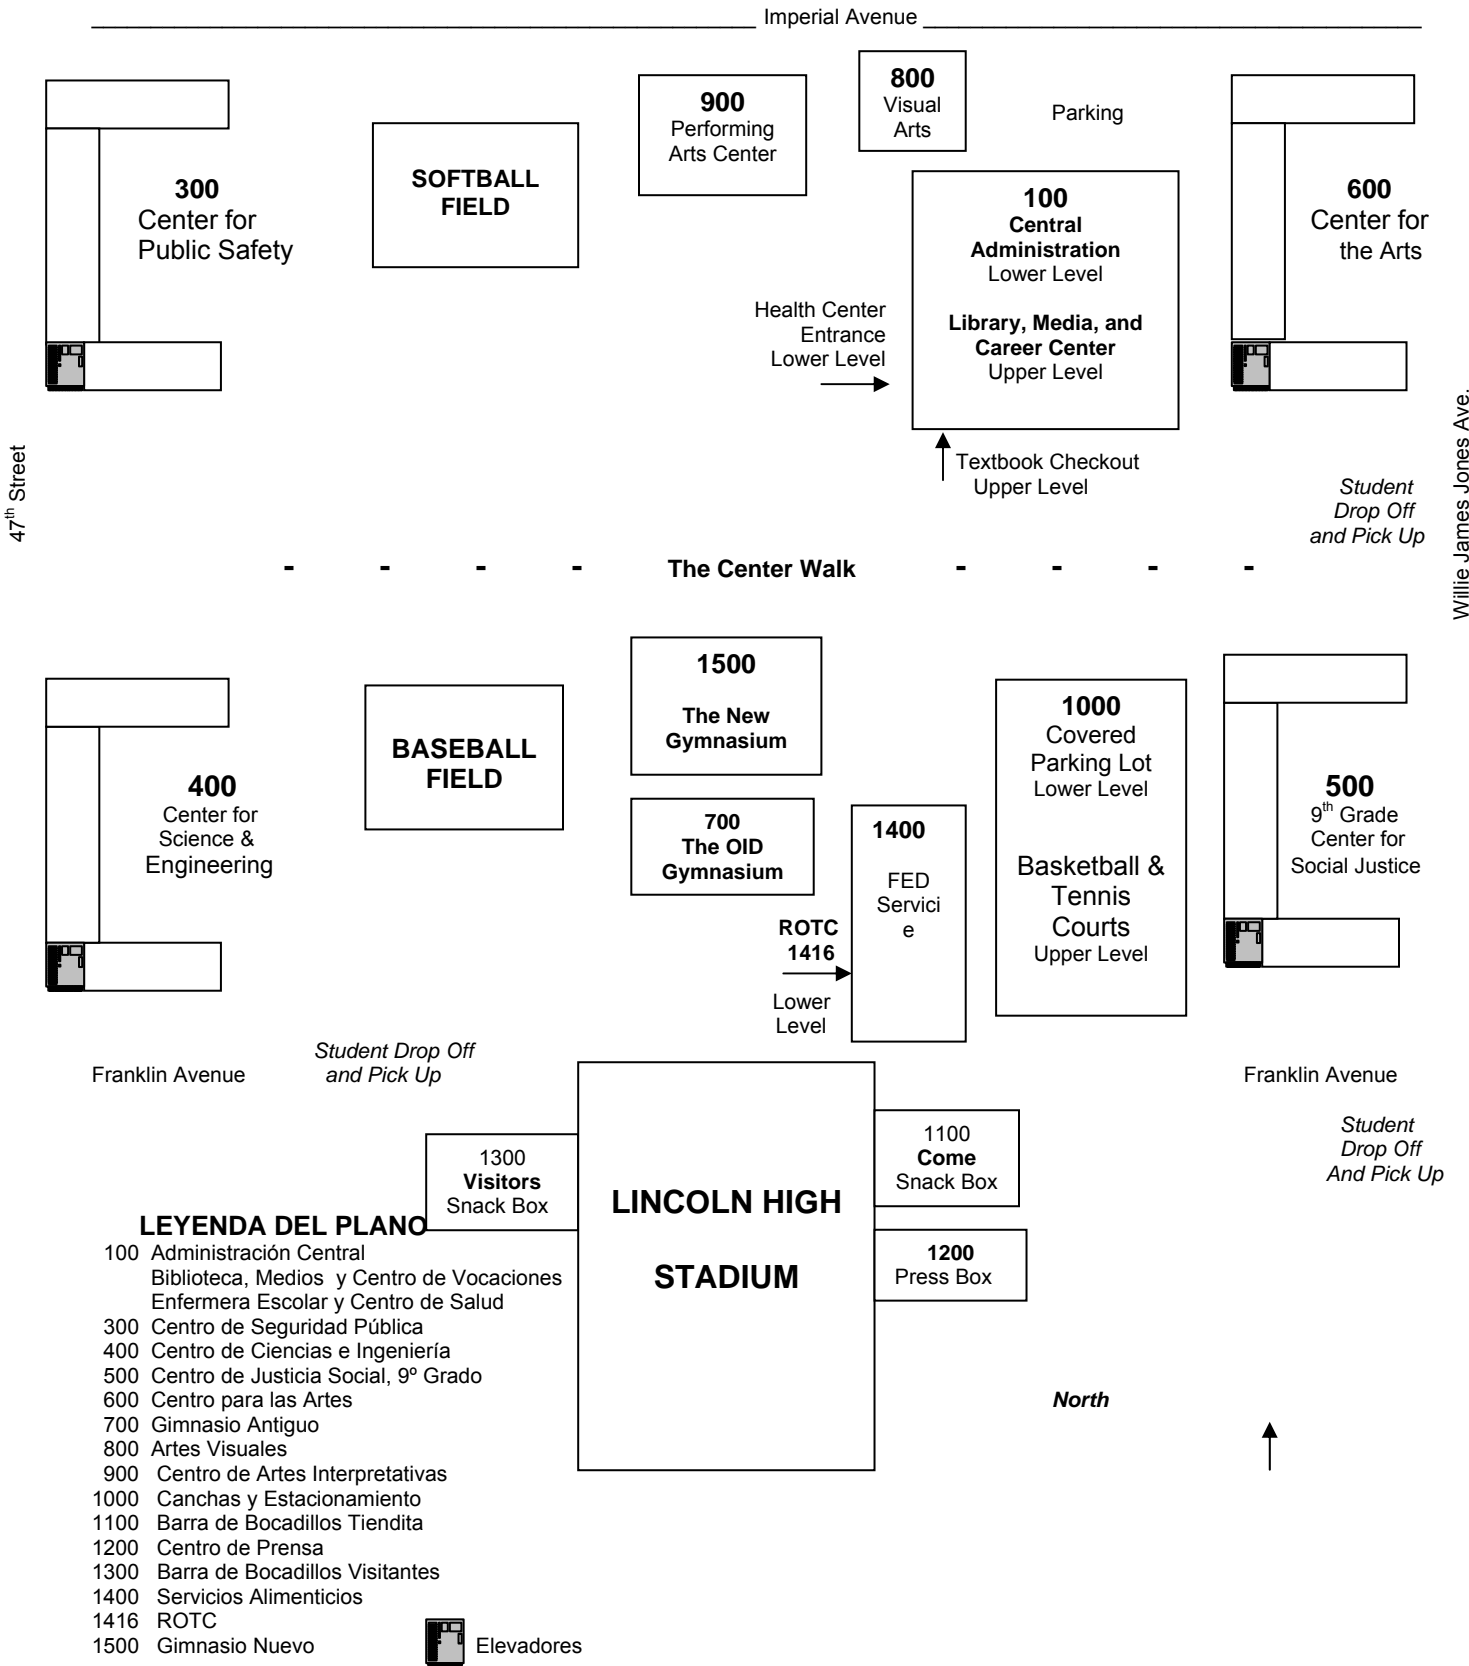 Imperial Avenue
300
Center for
Public Safety
SOFTBALL
FIELD
900
Performing
Arts Center
800
Visual
Arts
Parking
100
Central
Administration
Lower Level
Library, Media, and
Career Center
Upper Level
600
Center for
the Arts
Health Center
Entrance
Lower Level
Textbook Checkout
Upper Level
47th Street
Willie James Jones Ave.
Student
Drop Off
and Pick Up
- - - - The Center Walk - - - -
400
Center for
Science &
Engineering
BASEBALL
FIELD
1500
The New
Gymnasium
700
The OlD
Gymnasium
1400
FED
Servici
e
ROTC
1416
Lower
Level
1000
Covered
Parking Lot
Lower Level
Basketball &
Tennis
Courts
Upper Level
500
9th Grade
Center for
Social Justice
Franklin Avenue
Student Drop Off
and Pick Up
Franklin Avenue
Student
Drop Off
And Pick Up
1300
Visitors
Snack Box
LINCOLN HIGH
STADIUM
1100
Come
Snack Box
1200
Press Box
North
LEYENDA DEL PLANO
100 Administración Central
Biblioteca, Medios y Centro de Vocaciones
Enfermera Escolar y Centro de Salud
300 Centro de Seguridad Pública
400 Centro de Ciencias e Ingeniería
500 Centro de Justicia Social, 9º Grado
600 Centro para las Artes
700 Gimnasio Antiguo
800 Artes Visuales
900 Centro de Artes Interpretativas
1000 Canchas y Estacionamiento
1100 Barra de Bocadillos Tiendita
1200 Centro de Prensa
1300 Barra de Bocadillos Visitantes
1400 Servicios Alimenticios
1416 ROTC
1500 Gimnasio Nuevo
Elevadores